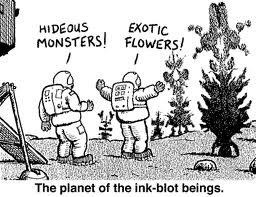 HIDEOUS
MONSTERS!
EXOTIC
FLOWERS!
The planet of the ink-blot beings.